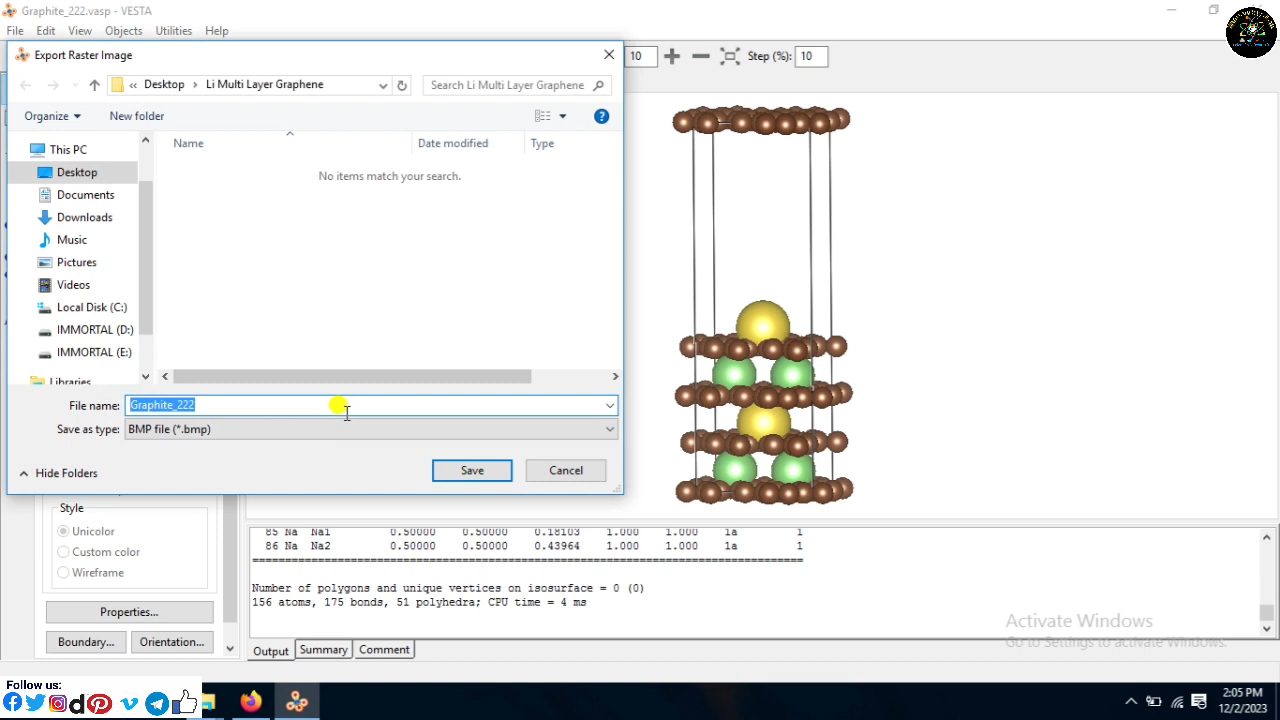 Graphite_222.vasp - VESTA
File Edit View Objects Utilities Help
Export Raster Image
10 Step (%): 10
« Desktop › Li Multi Layer Graphene
Search Li Multi Layer Graphene
Organize New folder
Name Date modified Type
No items match your search.
This PC
Desktop
Documents
Downloads
Music
Pictures
Videos
Local Disk (C:)
IMMORTAL (D:)
IMMORTAL (E:)
Libraries
File name: Graphite_222
Save as type: BMP file (*.bmp)
Hide Folders
Save
Cancel
Style
Unicolor
Custom color
Wireframe
Properties...
Boundary... Orientation...
85 Na Na1 0.50000 0.50000 0.18103 1.000 1.000 1a 1
86 Na Na2 0.50000 0.50000 0.43964 1.000 1.000 1a 1
Number of polygons and unique vertices on isosurface = 0 (0)
156 atoms, 175 bonds, 51 polyhedra; CPU time = 4 ms
Activate Windows
Go to Settings to activate Windows.
Output Summary Comment
Follow us:
2:05 PM
12/2/2023